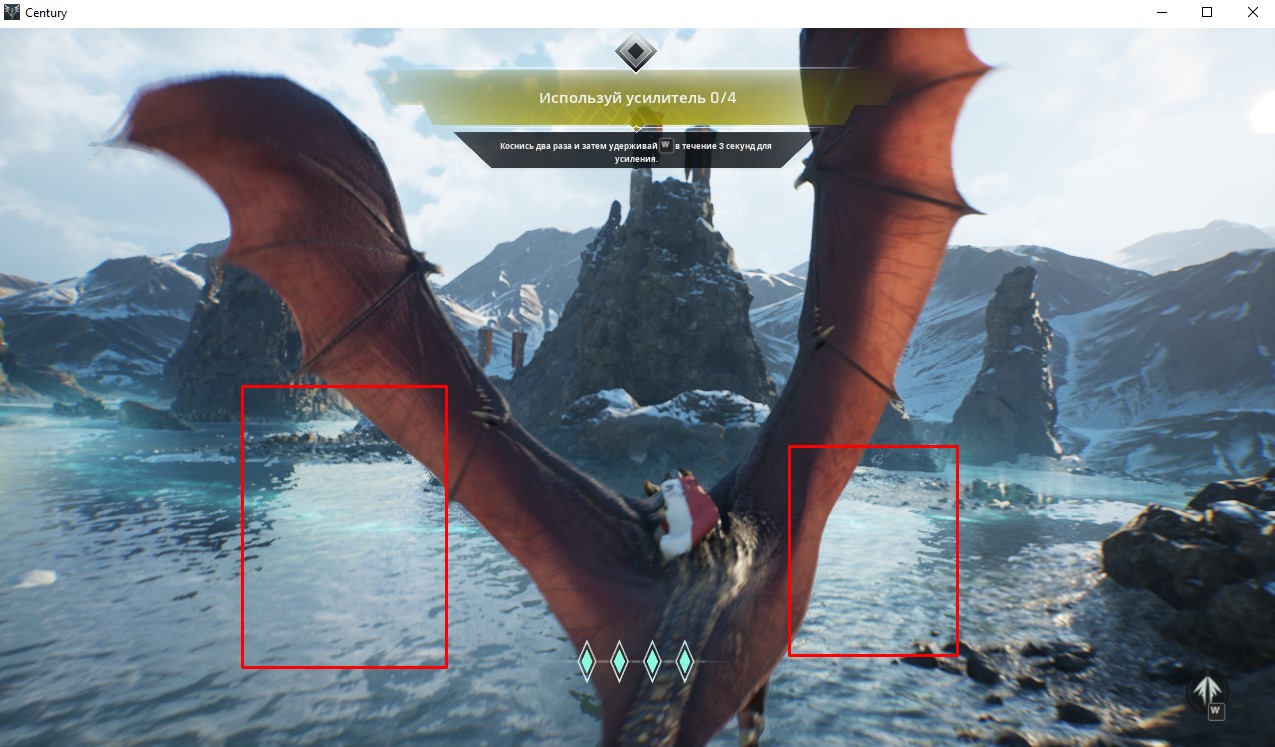 Century
Используй усилитель 0/4
Коснись два раза и затем удерживай W в течение 3 секунд для
усиления.
W